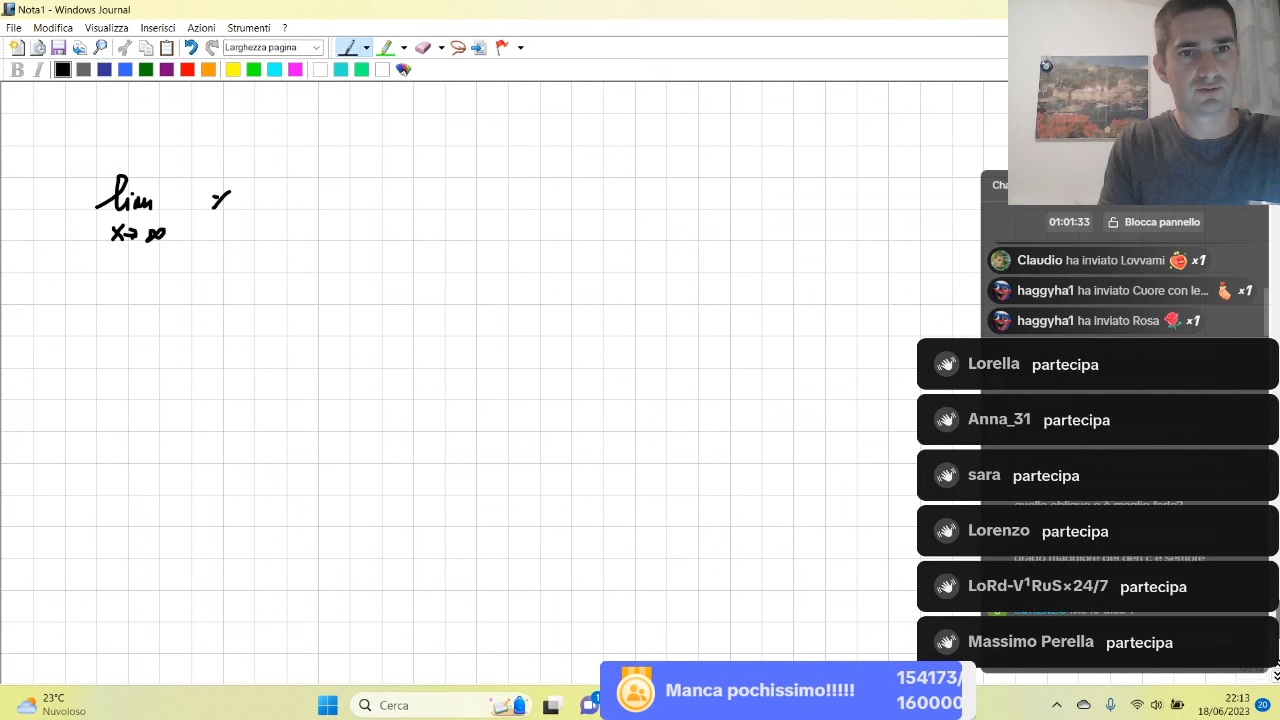 Nota1 - Windows Journal
File Modifica Visualizza Inserisci Azioni Strumenti ?
Larghezza pagina
B I
lim x
x→∞
01:01:33 Blocca pannello
Claudio ha inviato Lovvami x1
haggyha1 ha inviato Cuore con le... x1
haggyha1 ha inviato Rosa x1
Lorella partecipa
Anna_31 partecipa
sara partecipa
Lorenzo partecipa
LoRd-V¹RuS×24/7 partecipa
Massimo Perella partecipa
Manca pochissimo!!!!! 154173/
160000
23°C
Nuvoloso
Cerca
22:13
18/06/2023
20